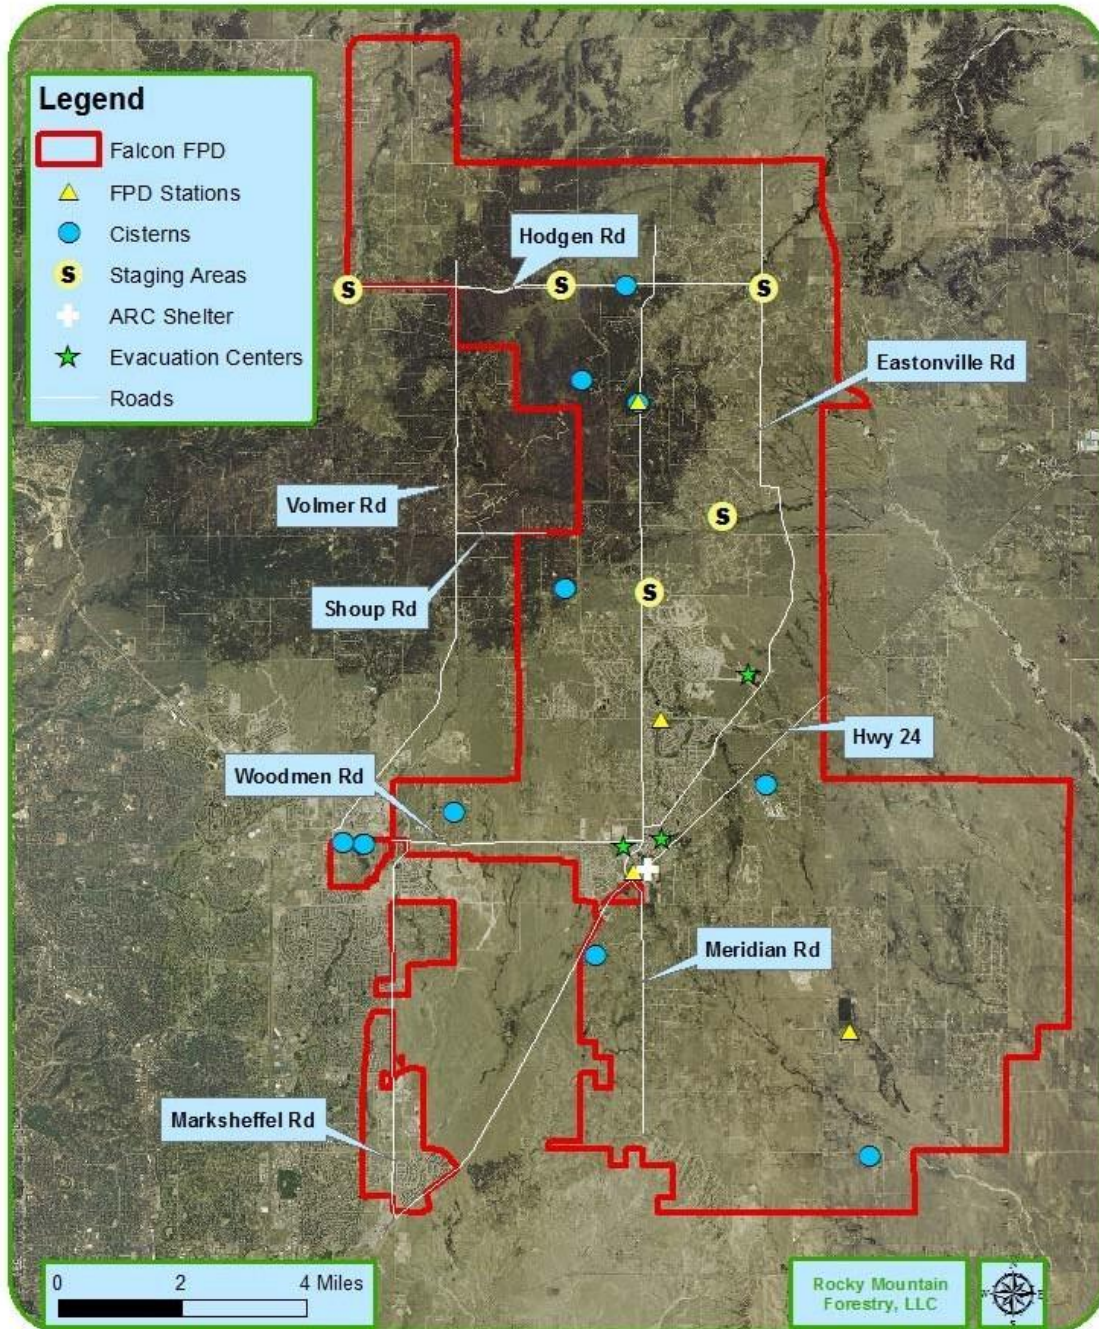 Legend
Falcon FPD
FPD Stations
Cisterns
S Staging Areas
ARC Shelter
Evacuation Centers
Roads
Hodgen Rd
S
S
S
Eastonville Rd
Volmer Rd
S
Shoup Rd
S
Hwy 24
Woodmen Rd
Meridian Rd
Marksheffel Rd
0 2 4 Miles
Rocky Mountain
Forestry, LLC
N
W E
S